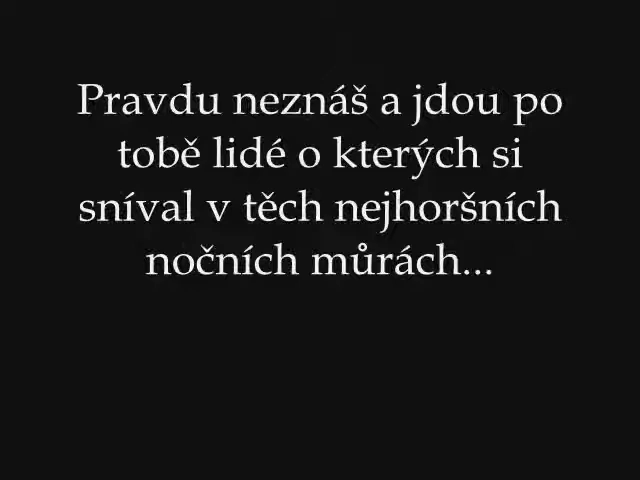 Pravdu neznáš a jdou po
tobě lidé o kterých si
sníval v těch nejhoršních
nočních můrách...